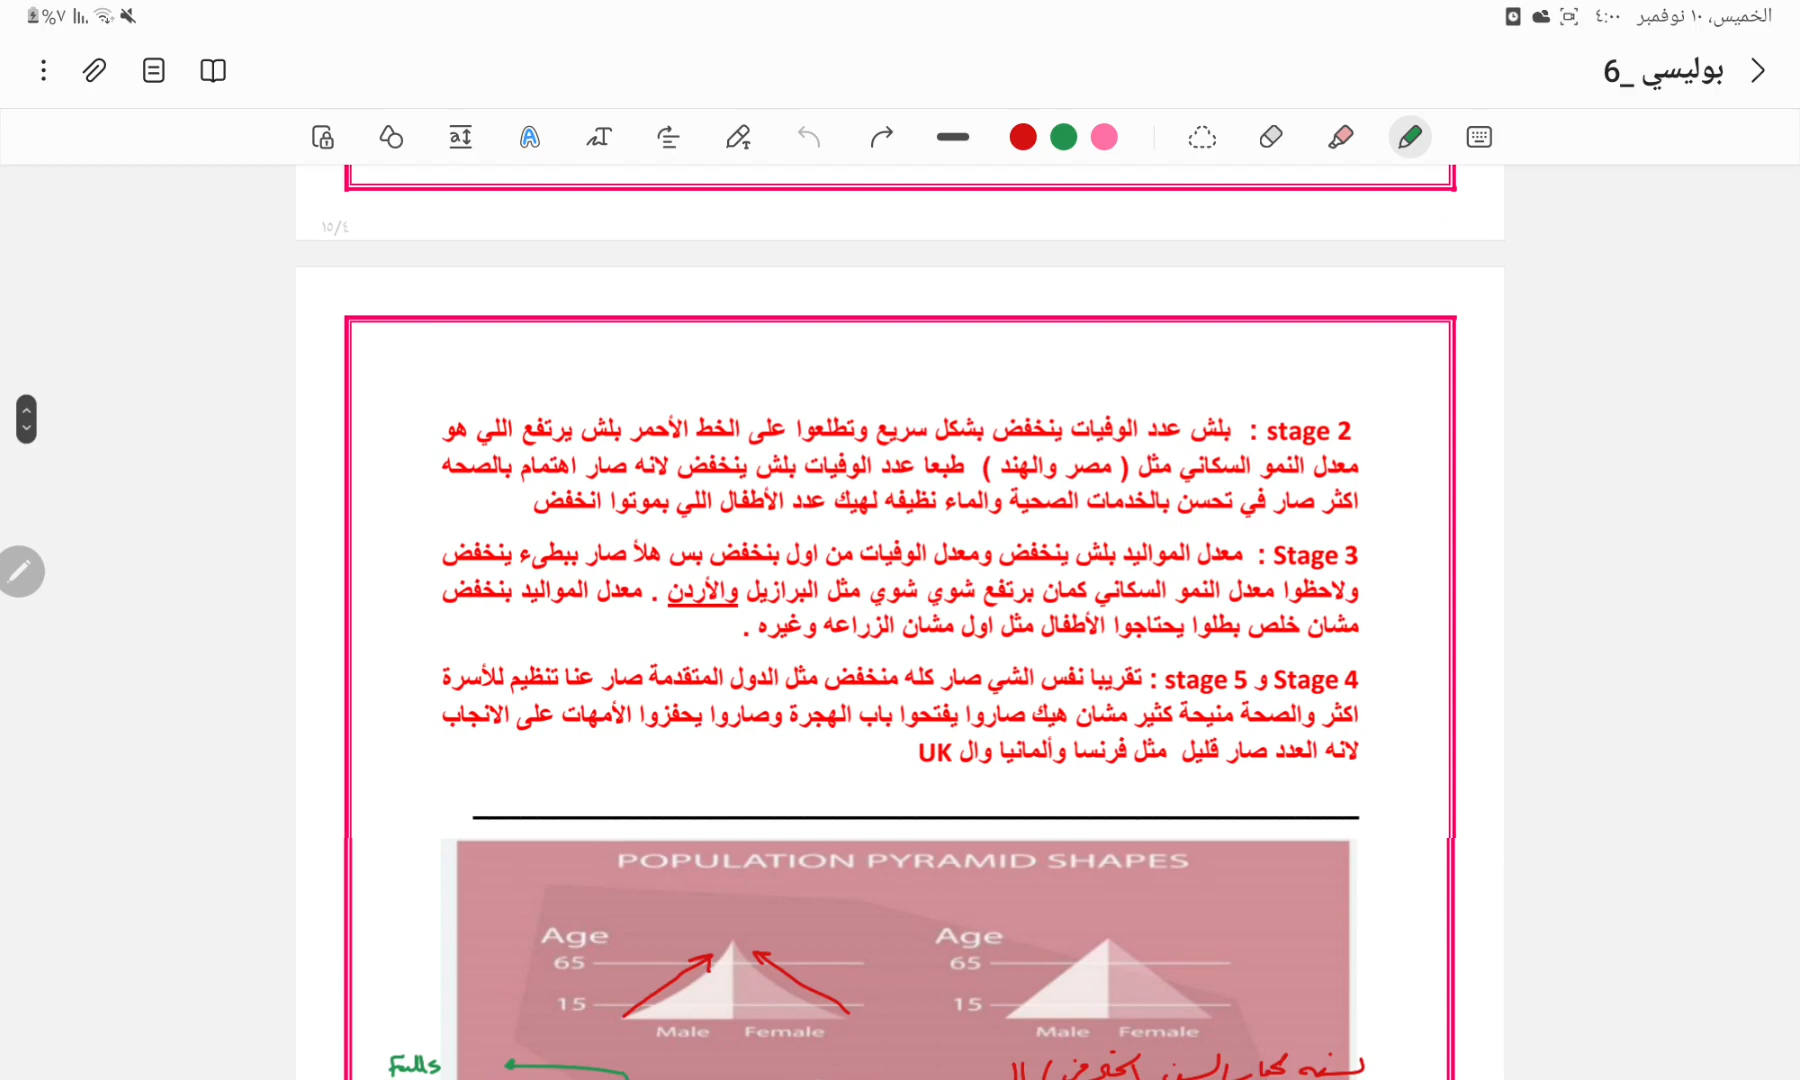 الخميس، ١٠ نوفمبر ٤:٠٠
%٧
بوليسي _6
١٥/٤
stage 2 : بلش عدد الوفيات ينخفض بشكل سريع وتطلعوا على الخط الأحمر بلش يرتفع اللي هو
معدل النمو السكاني مثل ( مصر والهند ) طبعا عدد الوفيات بلش ينخفض لانه صار اهتمام بالصحه
اكثر صار في تحسن بالخدمات الصحية والماء نظيفه لهيك عدد الأطفال اللي بموتوا انخفض
Stage 3 : معدل المواليد بلش ينخفض ومعدل الوفيات من اول بنخفض بس هلأ صار ببطىء ينخفض
ولاحظوا معدل النمو السكاني كمان برتفع شوي شوي مثل البرازيل والأردن . معدل المواليد بنخفض
مشان خلص بطلوا يحتاجوا الأطفال مثل اول مشان الزراعه وغيره .
Stage 4 و stage 5 : تقريبا نفس الشي صار كله منخفض مثل الدول المتقدمة صار عنا تنظيم للأسرة
اكثر والصحة منيحة كثير مشان هيك صاروا يفتحوا باب الهجرة وصاروا يحفزوا الأمهات على الانجاب
لانه العدد صار قليل مثل فرنسا وألمانيا وال UK
POPULATION PYRAMID SHAPES
Age
65
15
Male Female
Age
65
15
Male Female
Falls